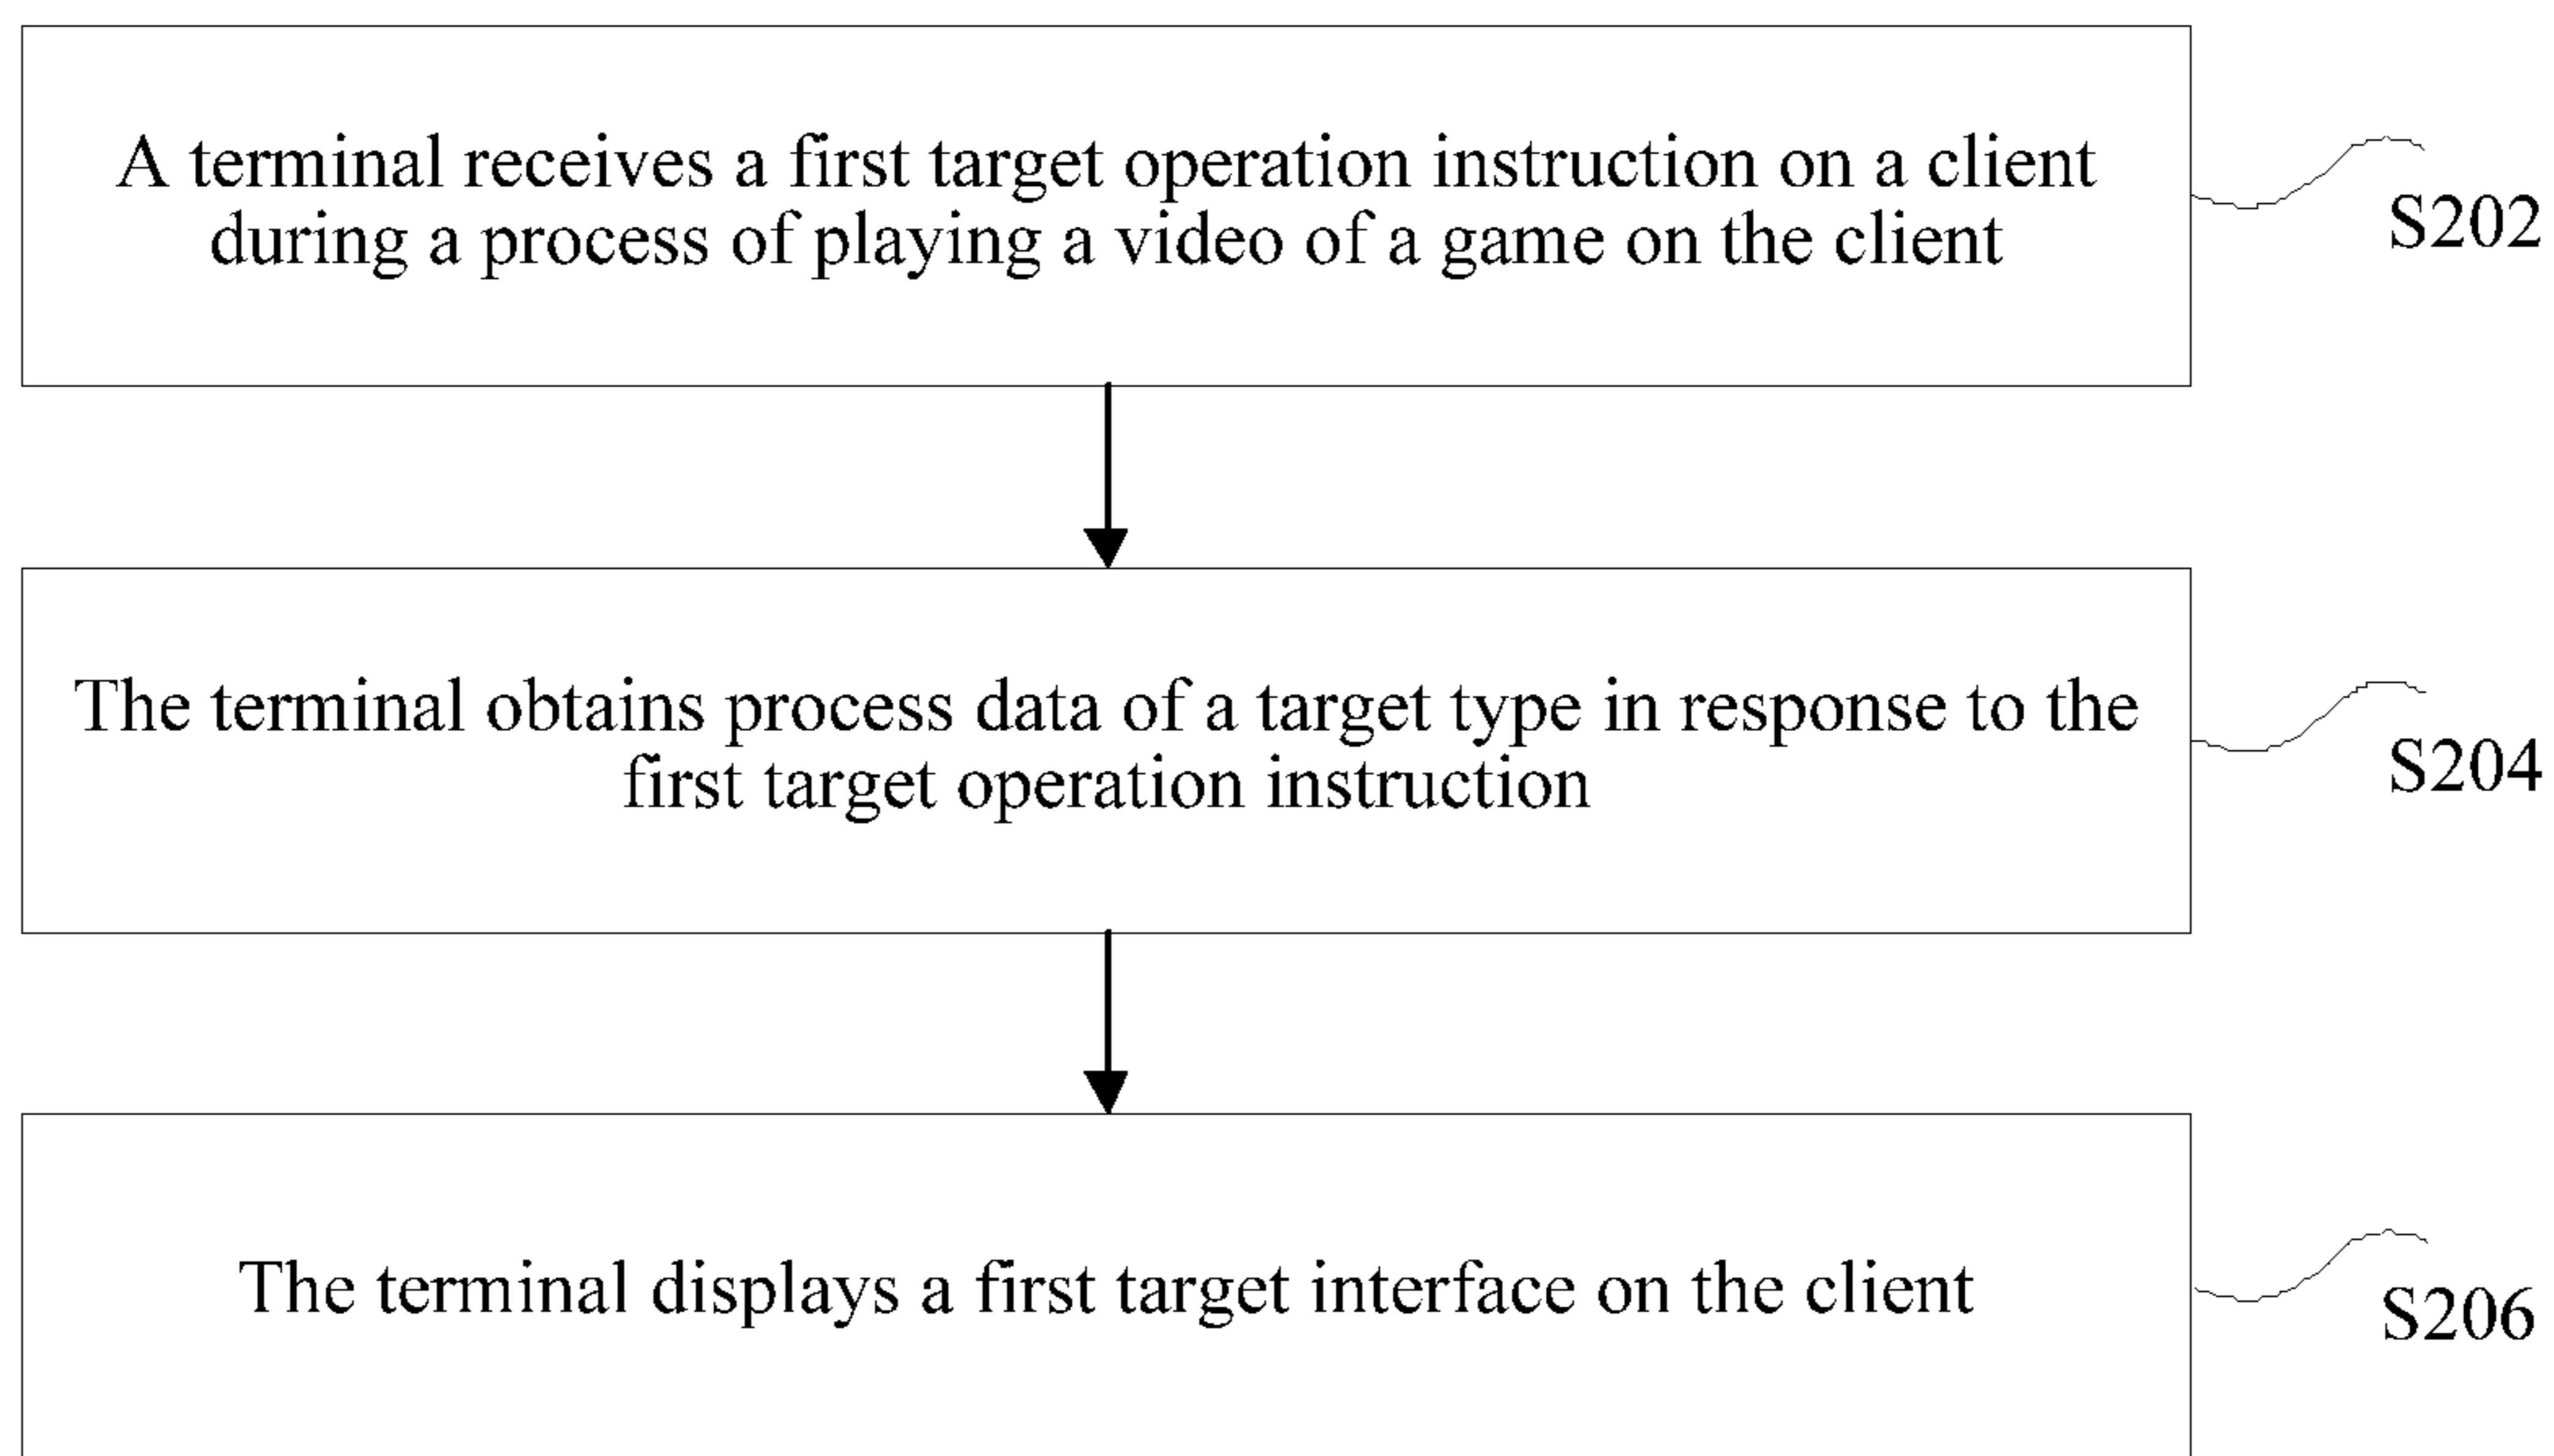 A terminal receives a first target operation instruction on a client
during a process of playing a video of a game on the client
S202
The terminal obtains process data of a target type in response to the
first target operation instruction
S204
The terminal displays a first target interface on the client
S206